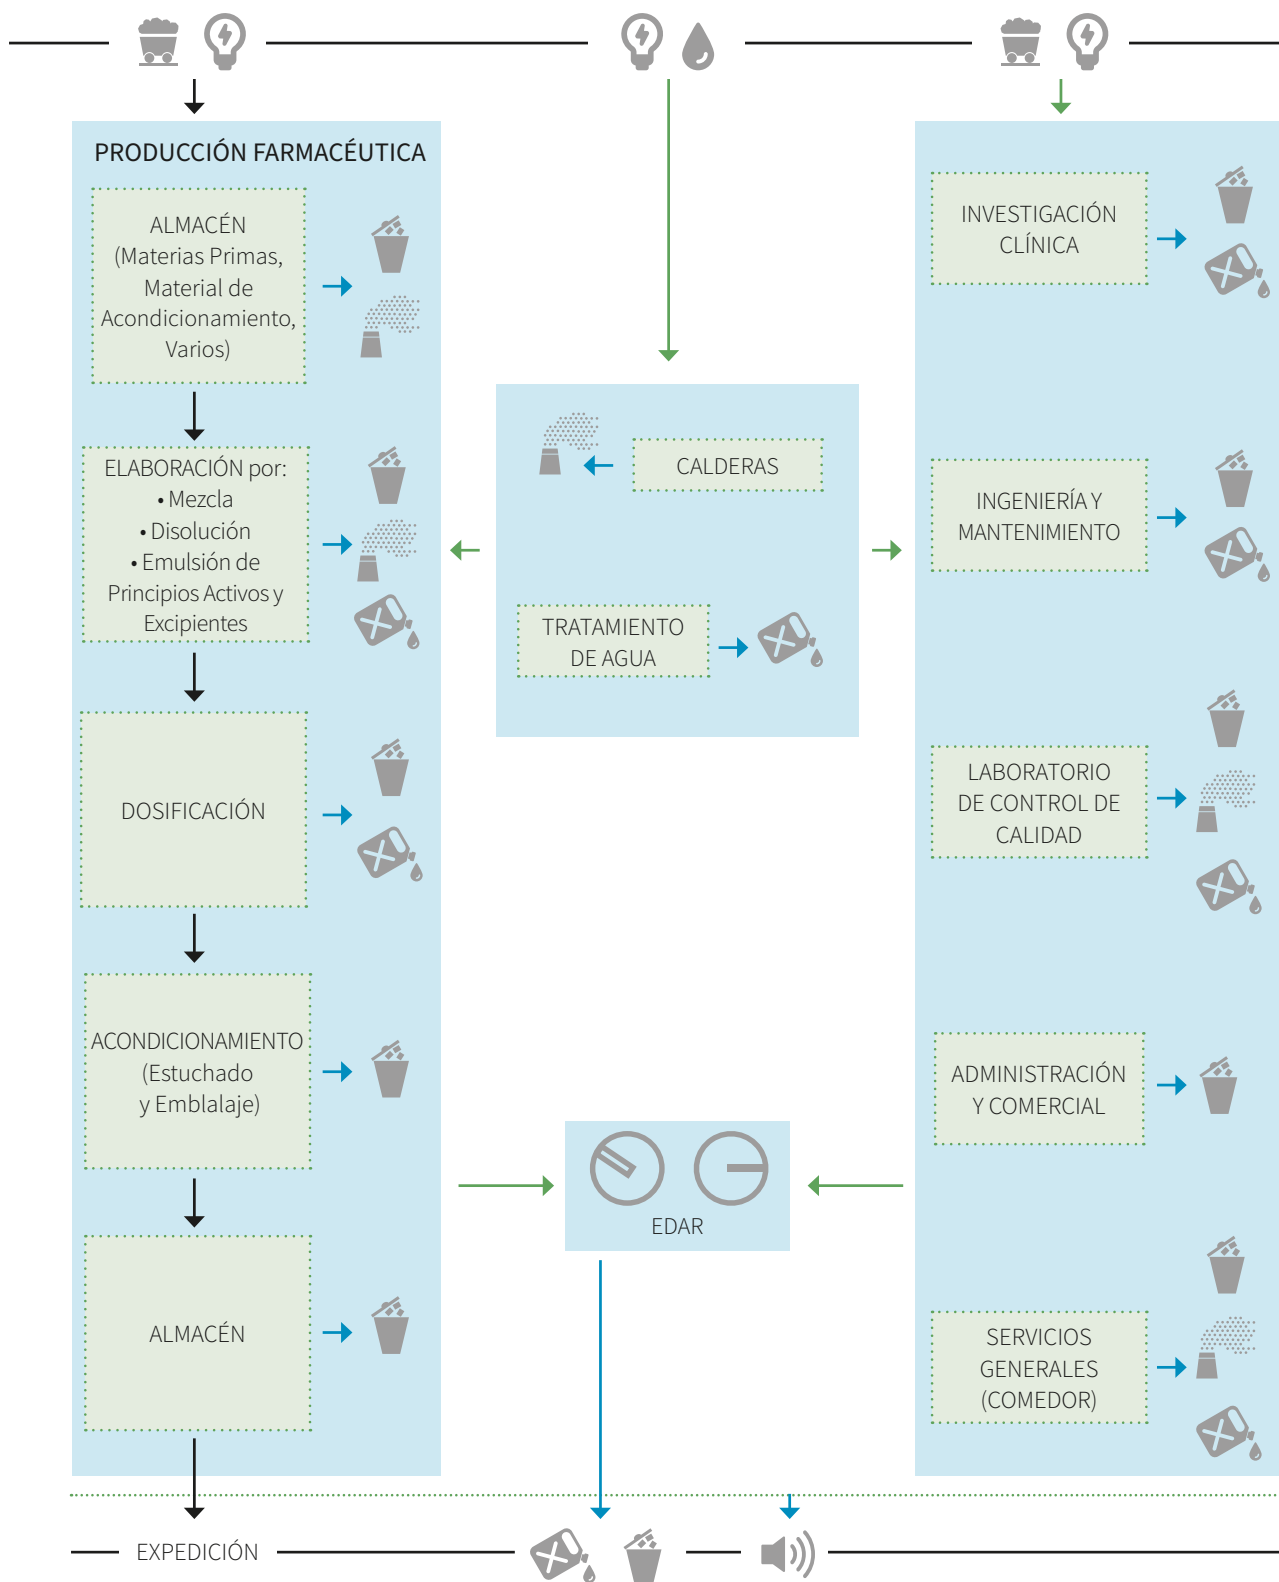 PRODUCCIÓN FARMACÉUTICA
ALMACÉN
(Materias Primas,
Material de
Acondicionamiento,
Varios)
ELABORACIÓN por:
• Mezcla
• Disolución
• Emulsión de
Principios Activos y
Excipientes
DOSIFICACIÓN
ACONDICIONAMIENTO
(Estuchado
y Emblalaje)
ALMACÉN
EXPEDICIÓN
CALDERAS
TRATAMIENTO
DE AGUA
EDAR
INVESTIGACIÓN
CLÍNICA
INGENIERÍA Y
MANTENIMIENTO
LABORATORIO
DE CONTROL DE
CALIDAD
ADMINISTRACIÓN
Y COMERCIAL
SERVICIOS
GENERALES
(COMEDOR)